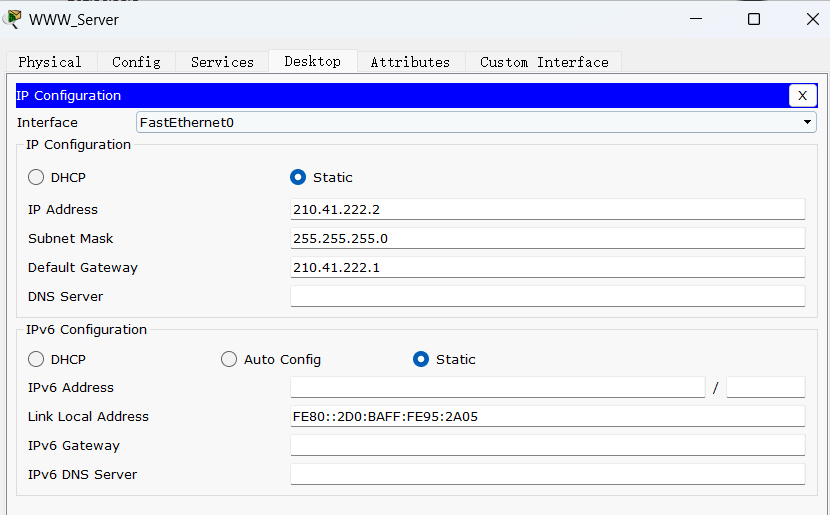 WWW_Server
Physical Config Services Desktop Attributes Custom Interface
IP Configuration X
Interface FastEthernet0
IP Configuration
DHCP Static
IP Address 210.41.222.2
Subnet Mask 255.255.255.0
Default Gateway 210.41.222.1
DNS Server
IPv6 Configuration
DHCP Auto Config Static
IPv6 Address /
Link Local Address FE80::2D0:BAFF:FE95:2A05
IPv6 Gateway
IPv6 DNS Server